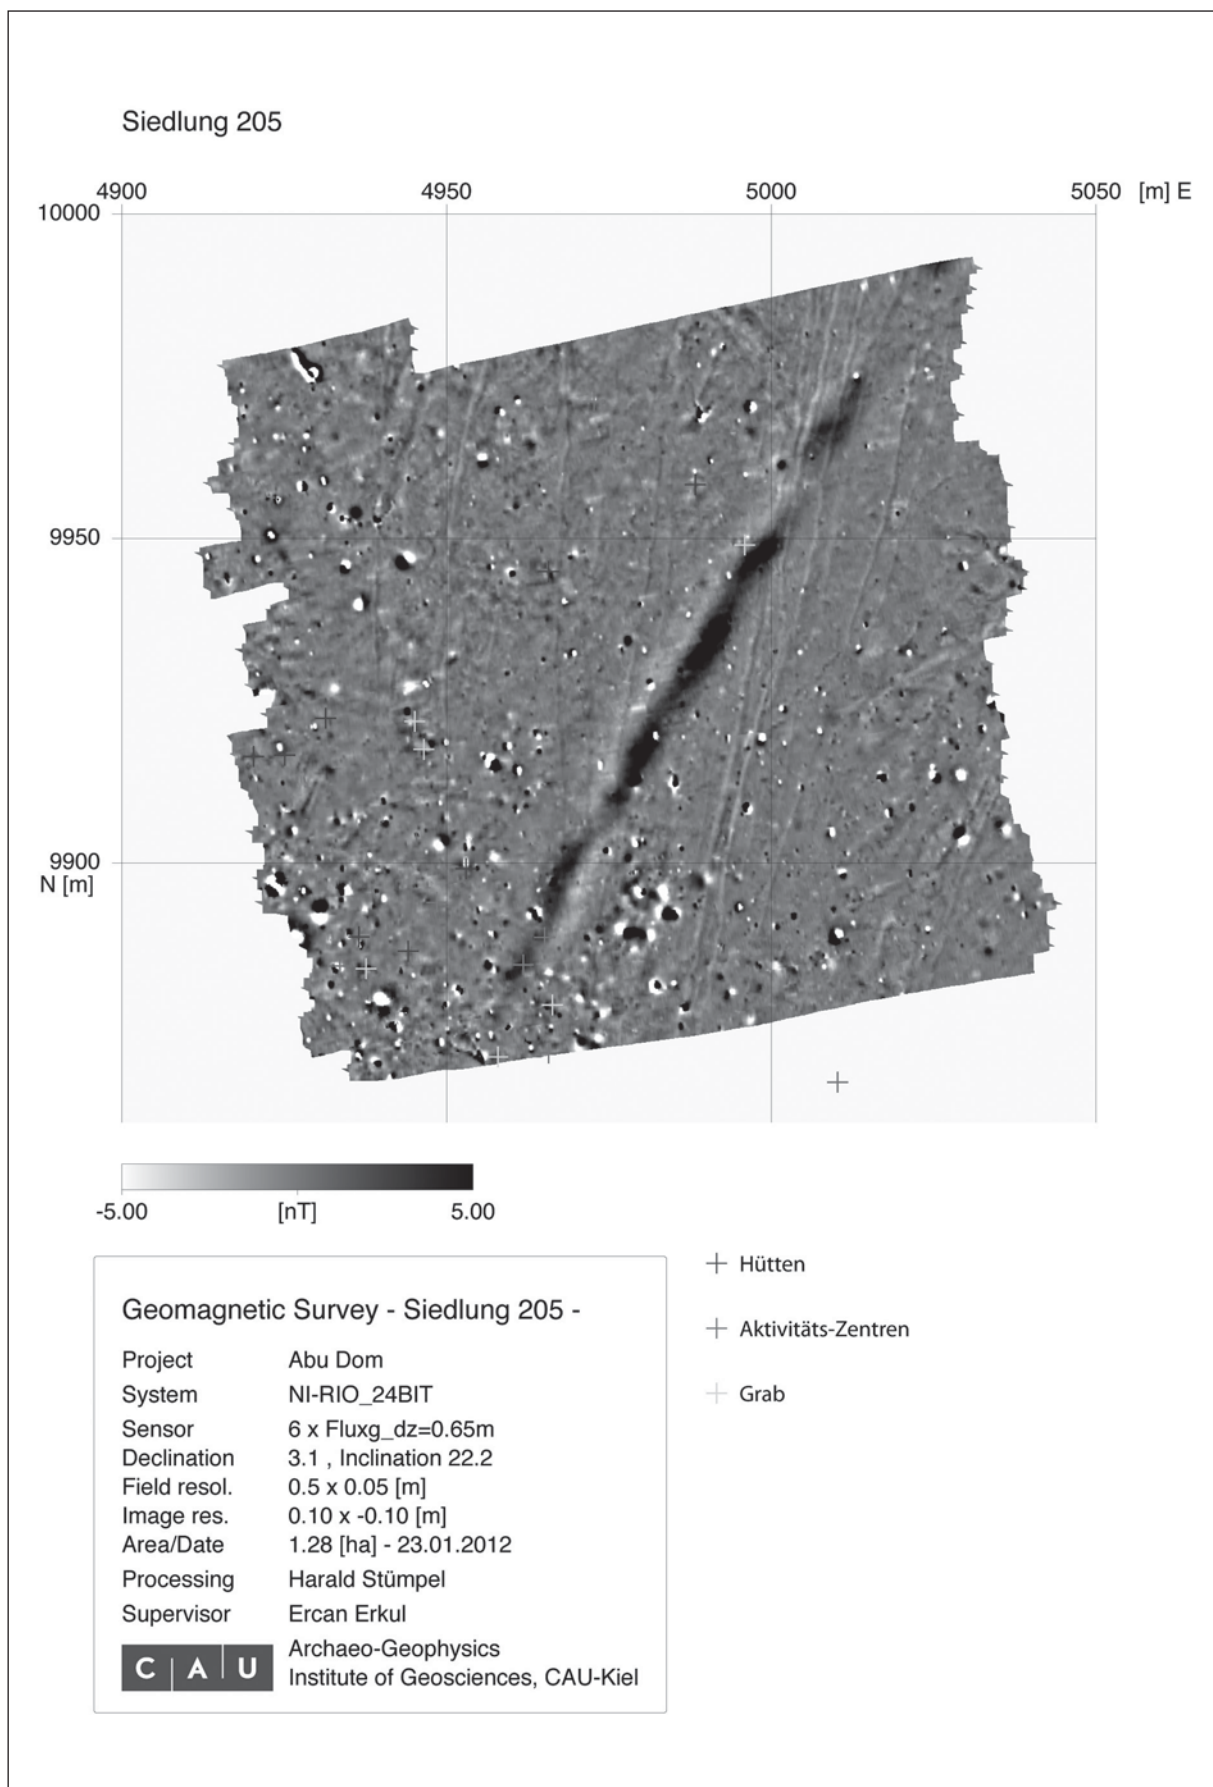 Siedlung 205
4900 4950 5000 5050 [m] E
10000
9950
9900
N [m]
-5.00 [nT] 5.00
Hütten
Aktivitäts-Zentren
Grab
Geomagnetic Survey - Siedlung 205 -
Project Abu Dom
System NI-RIO_24BIT
Sensor 6 x Fluxg_dz=0.65m
Declination 3.1 , Inclination 22.2
Field resol. 0.5 x 0.05 [m]
Image res. 0.10 x -0.10 [m]
Area/Date 1.28 [ha] - 23.01.2012
Processing Harald Stümpel
Supervisor Ercan Erkul
CAU Archaeo-Geophysics
Institute of Geosciences, CAU-Kiel